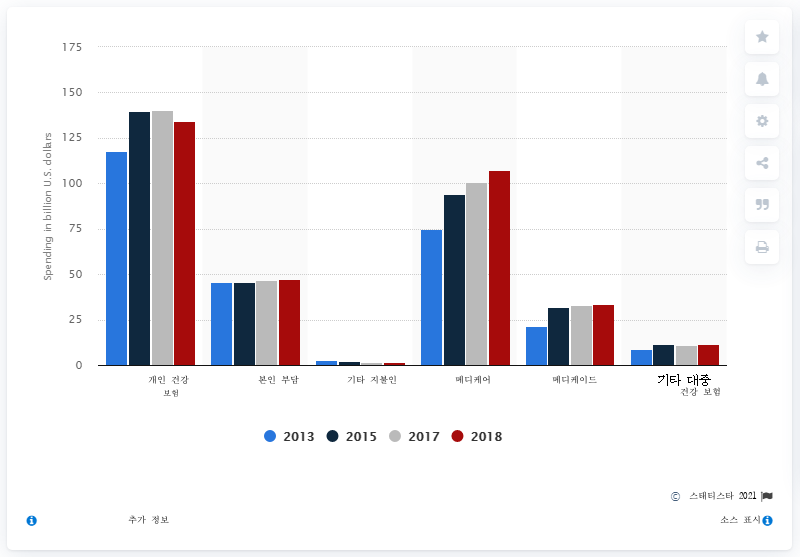 175
150
125
100
75
50
25
0
Spending in billion U.S. dollars
개인 건강
보험
본인 부담
기타 지불인
메디케어
메디케이드
기타 대중
건강 보험
2013 2015 2017 2018
© 스태티스타 2021
추가 정보
소스 표시